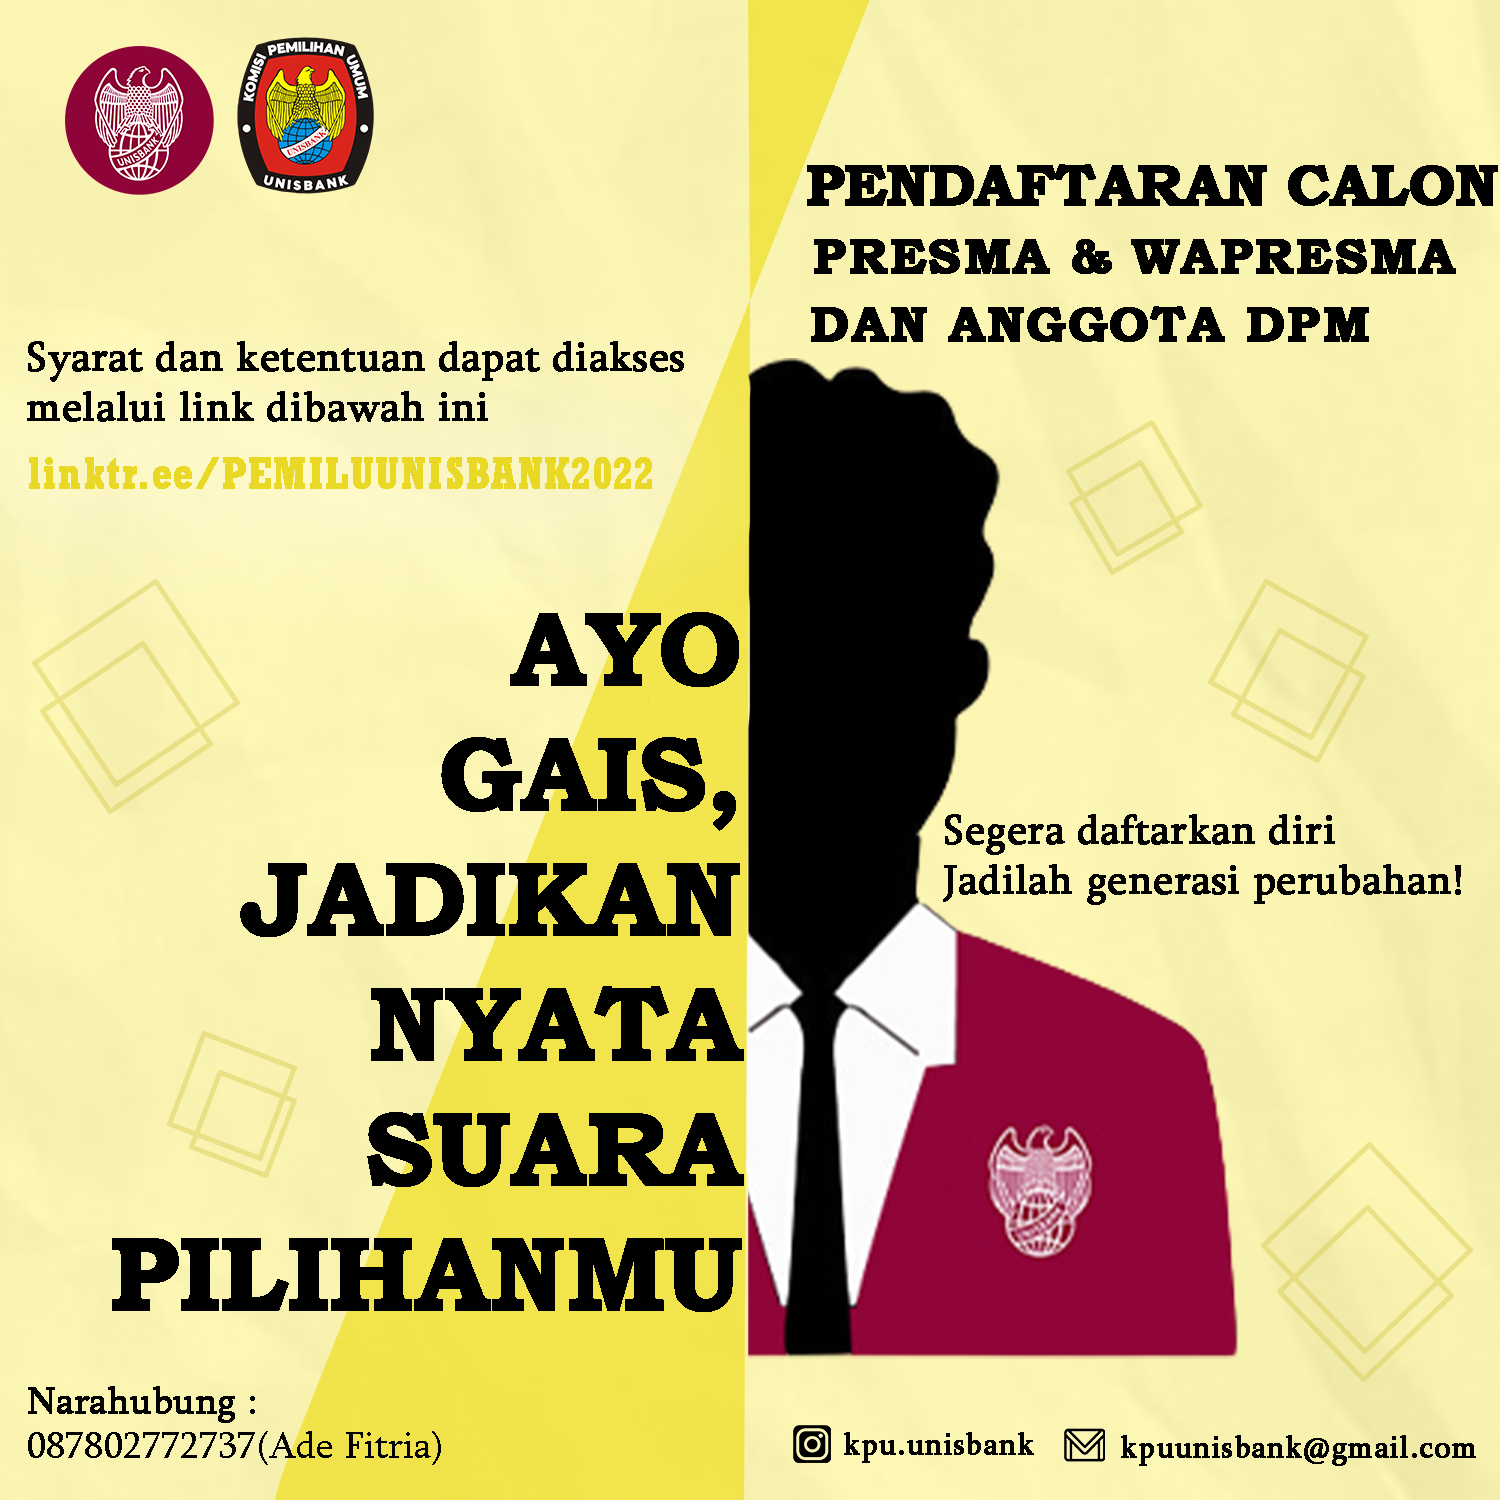 UNISBANK
KOMISI PEMILIHAN UMUM
UNISBANK
UNISBANK
PENDAFTARAN CALON
PRESMA & WAPRESMA
DAN ANGGOTA DPM
Syarat dan ketentuan dapat diakses
melalui link dibawah ini
linktr.ee/PEMILUUNISBANK2022
AYO
GAIS,
JADIKAN
NYATA
SUARA
PILIHANMU
Segera daftarkan diri
Jadilah generasi perubahan!
Narahubung :
087802772737(Ade Fitria)
kpu.unisbank
kpuunisbank@gmail.com